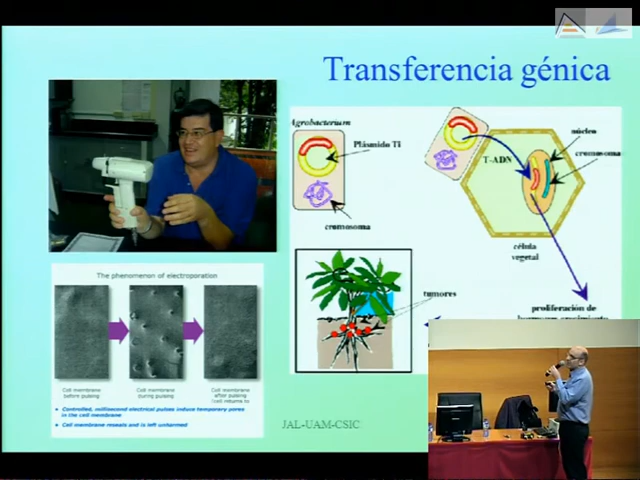 Transferencia génica
Agrobacterium
Plásmido Ti
cromosoma
T-ADN
núcleo
cromosoma
célula
vegetal
tumores
proliferación de
The phenomenon of electroporation
Cell membrane
before pulsing
Cell membrane
during pulsing
Cell membrane
after pulsing
Controlled, millisecond electrical pulses induce temporary pores
in the cell membrane
Cell membrane reseals and is left unharmed
JAL-UAM-CSIC